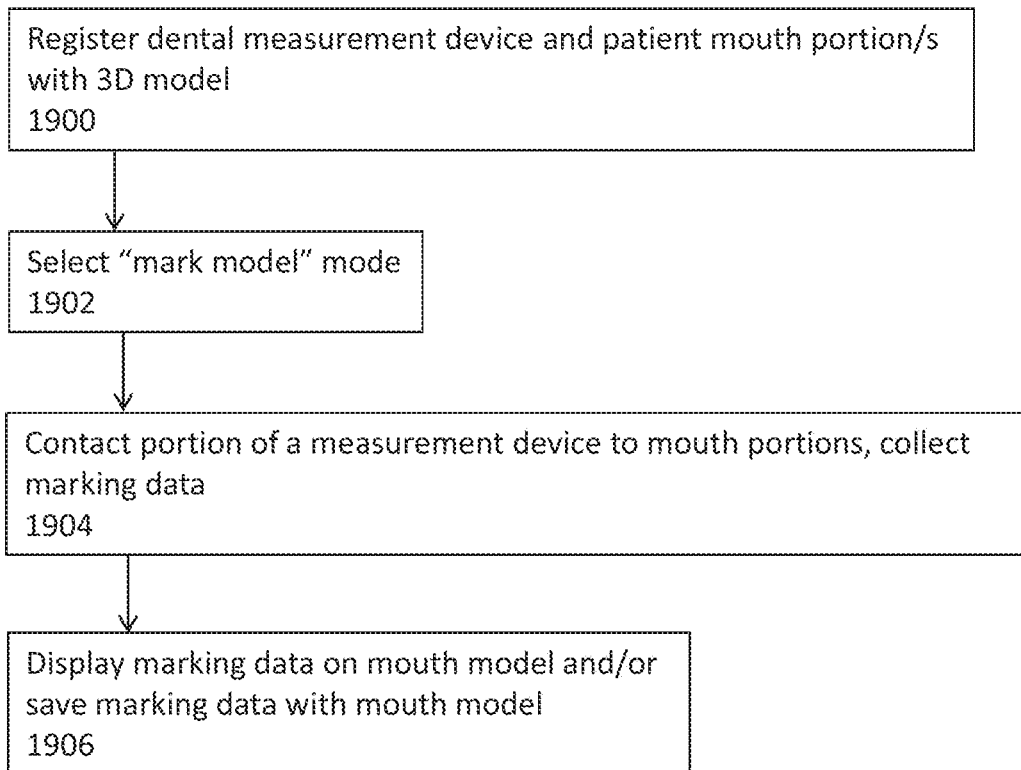 Register dental measurement device and patient mouth portion/s
with 3D model
1900
Select “mark model” mode
1902
Contact portion of a measurement device to mouth portions, collect
marking data
1904
Display marking data on mouth model and/or
save marking data with mouth model
1906